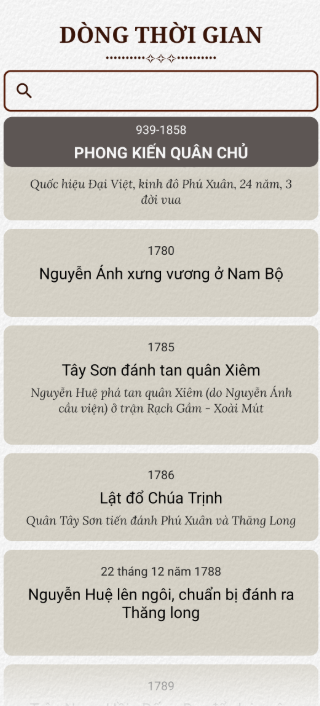 DÒNG THỜI GIAN
939-1858
PHONG KIẾN QUÂN CHỦ
Quốc hiệu Đại Việt, kinh đô Phú Xuân, 24 năm, 3
đời vua
1780
Nguyễn Ánh xưng vương ở Nam Bộ
1785
Tây Sơn đánh tan quân Xiêm
Nguyễn Huệ phá tan quân Xiêm (do Nguyễn Ánh
cầu viện) ở trận Rạch Gầm - Xoài Mút
1786
Lật đổ Chúa Trịnh
Quân Tây Sơn tiến đánh Phú Xuân và Thăng Long
22 tháng 12 năm 1788
Nguyễn Huệ lên ngôi, chuẩn bị đánh ra
Thăng long
1789